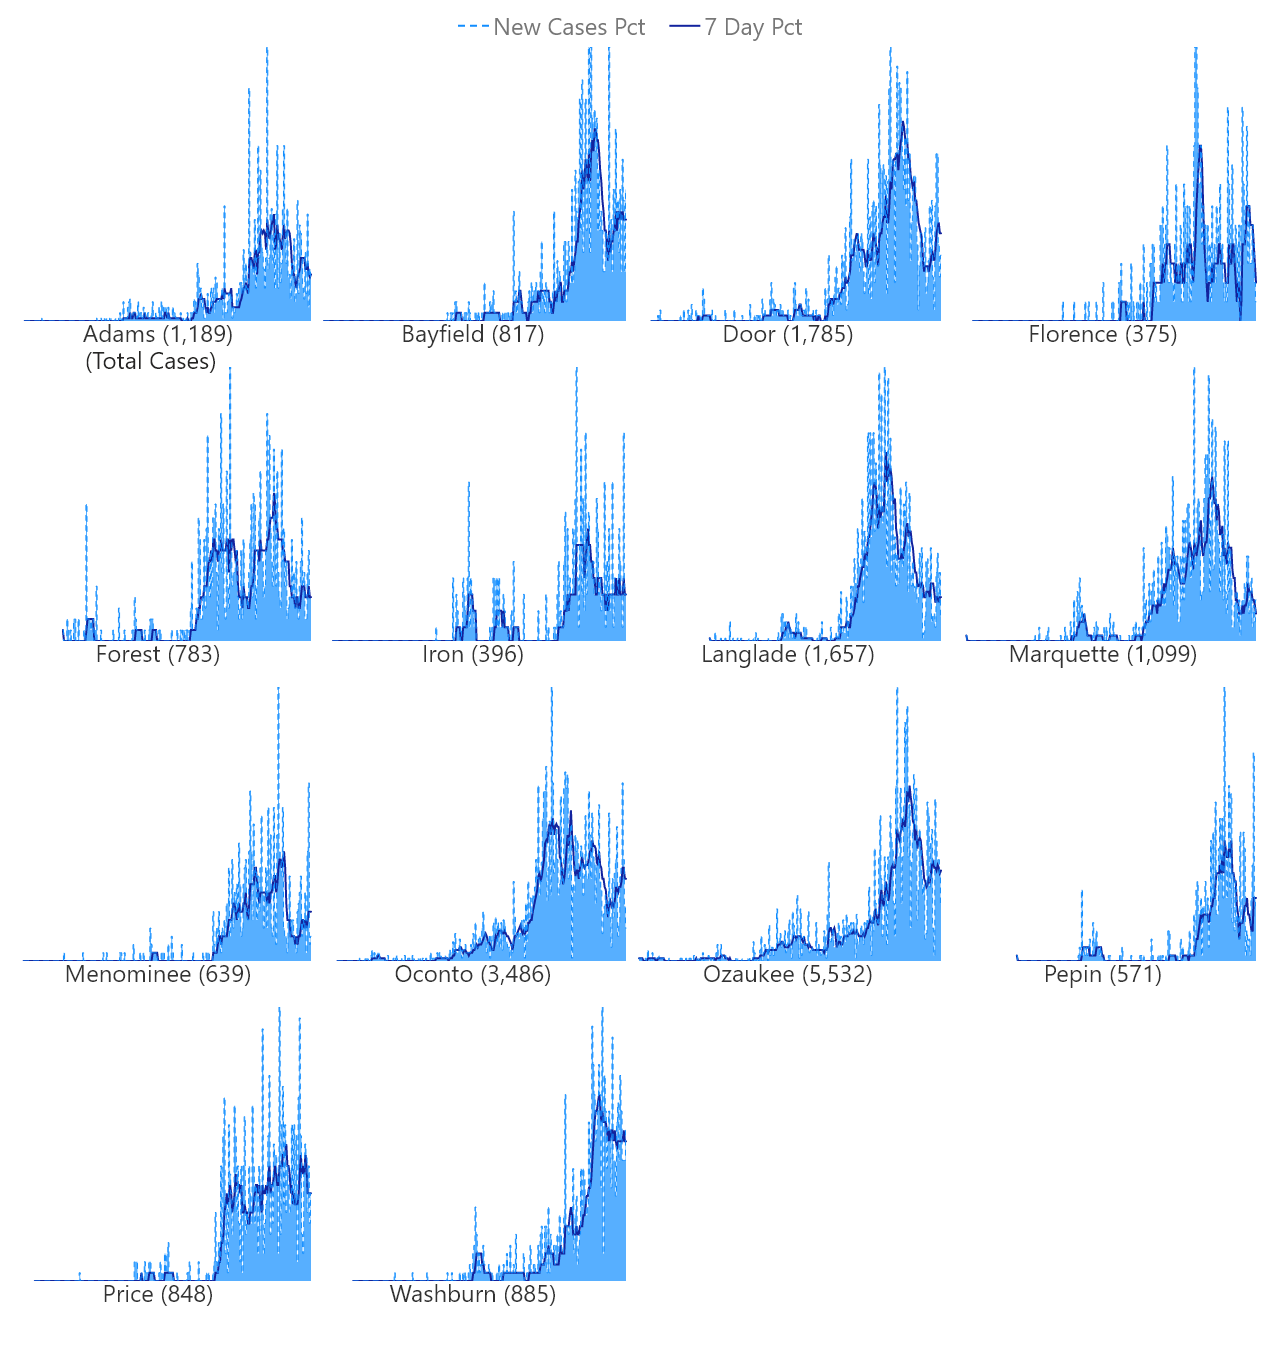 New Cases Pct 7 Day Pct
Adams (1,189) Bayfield (817) Door (1,785) Florence (375)
(Total Cases)
Forest (783) Iron (396) Langlade (1,657) Marquette (1,099)
Menominee (639) Oconto (3,486) Ozaukee (5,532) Pepin (571)
Price (848) Washburn (885)